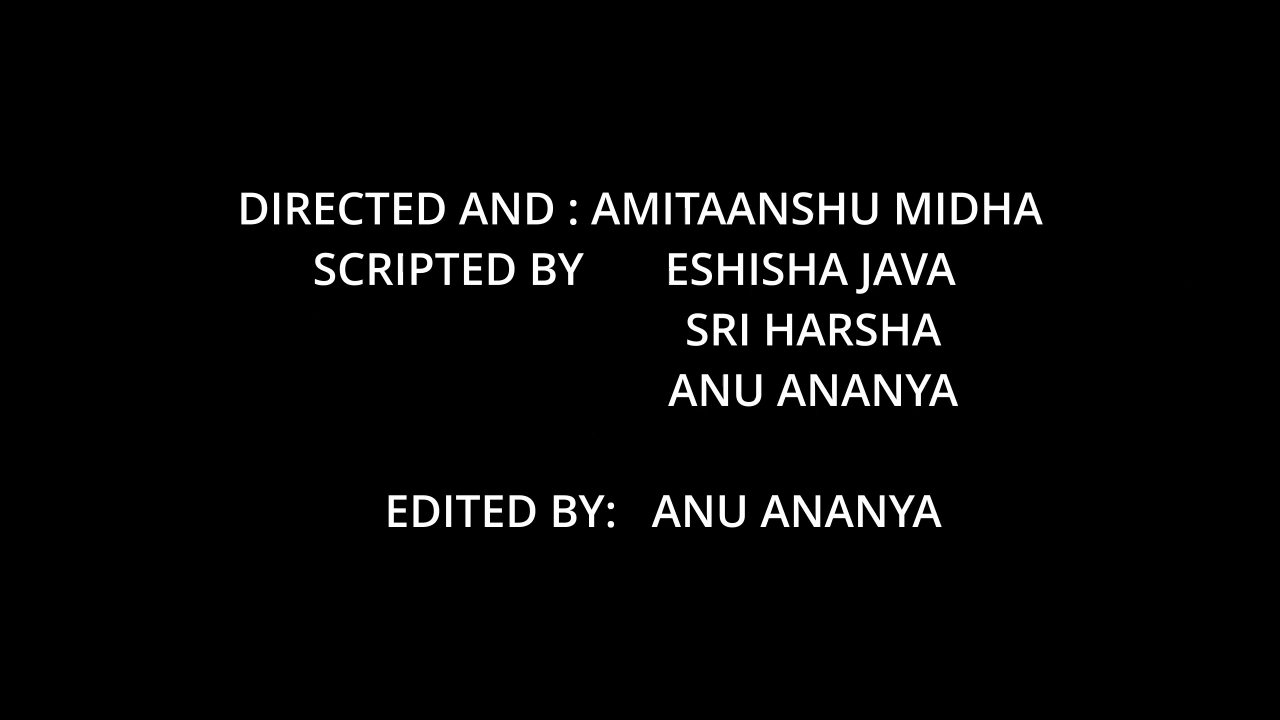 DIRECTED AND : AMITAANSHU MIDHA
SCRIPTED BY ESHISHA JAVA
SRI HARSHA
ANU ANANYA
EDITED BY: ANU ANANYA